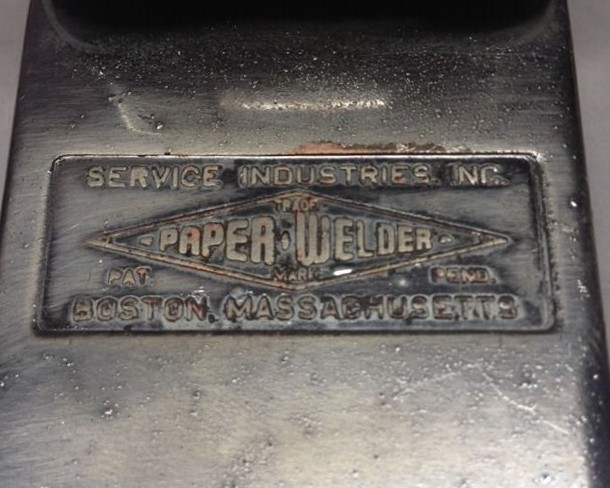 SERVICE INDUSTRIES, INC.
TRADE
PAPER-WELDER
PAT. MARK PEND.
BOSTON, MASSACHUSETTS